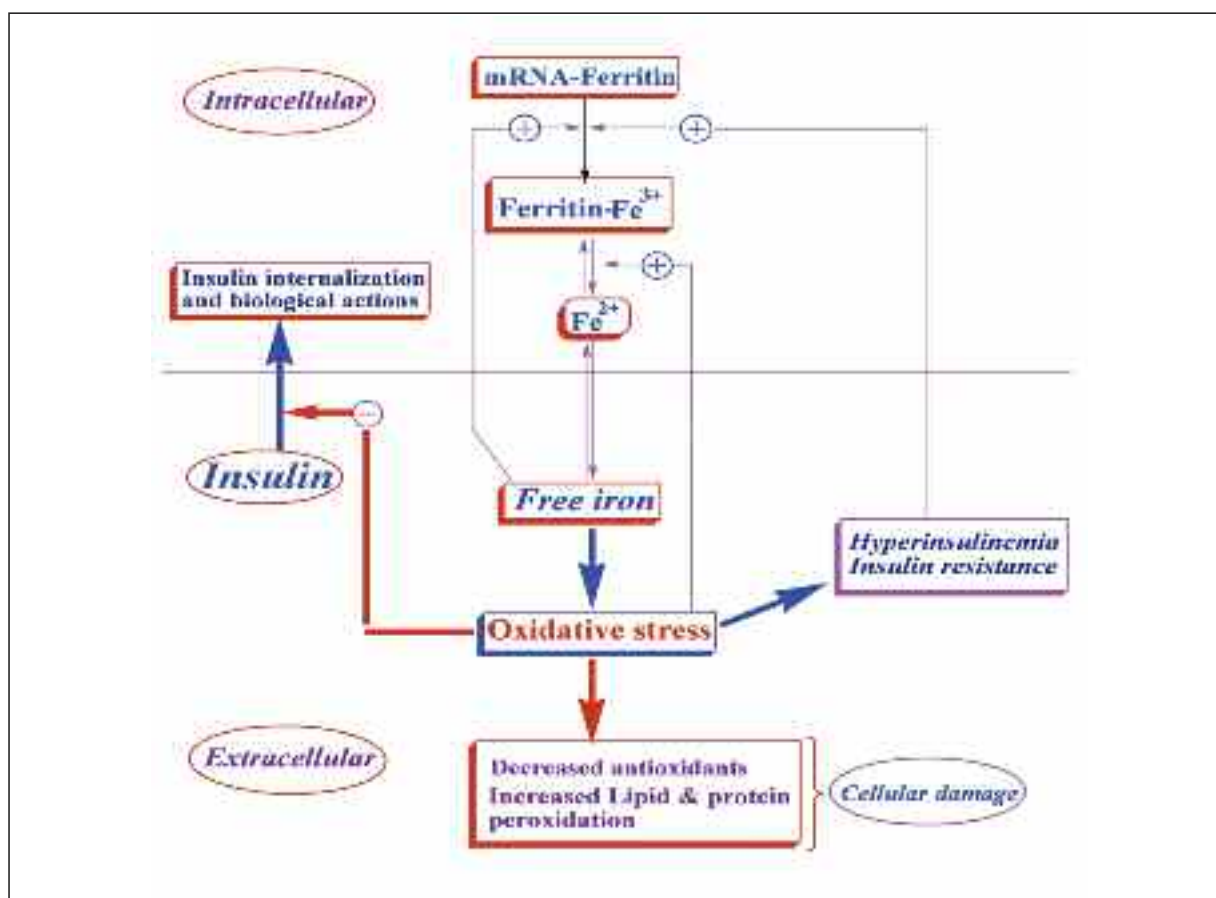 mRNA-Ferritin
Intracellular
+
+
Ferritin-Fe3+
+
Insulin internalization
and biological actions
Fe2+
−
Insulin
Free iron
Hyperinsulinemia
Insulin resistance
Oxidative stress
Extracellular
Decreased antioxidants
Increased Lipid & protein
peroxidation
Cellular damage